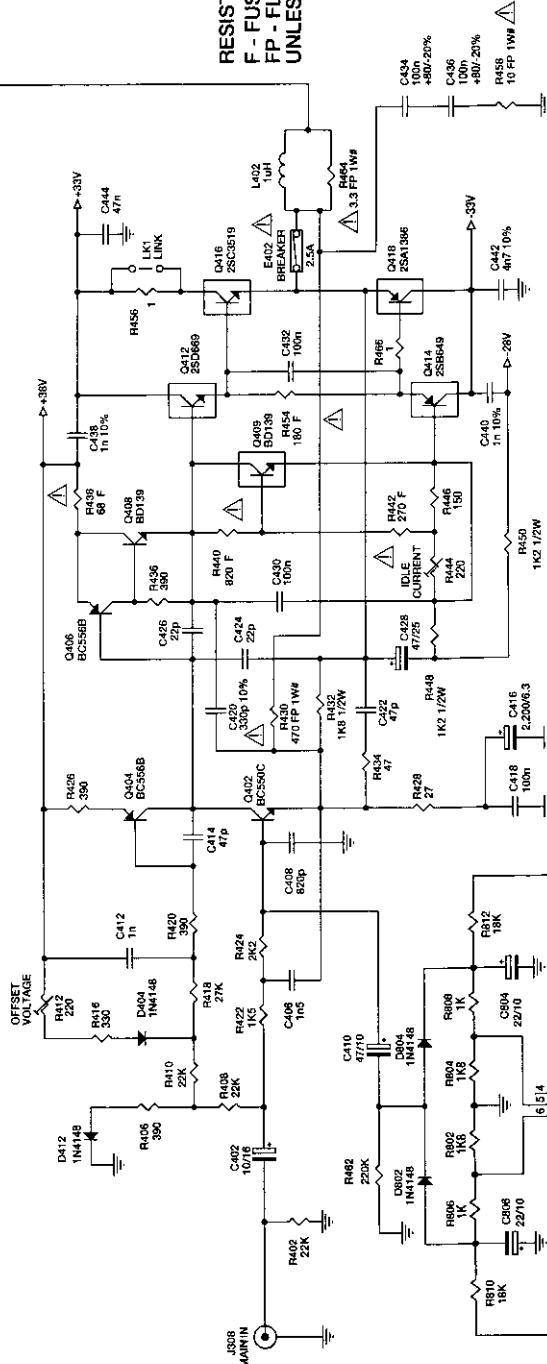 RESIST
F - FUS
FP - FL
UNLES
C434
100n
+80/-20%
C436
100n
+80/-20%
R458
10 FP 1W#
L402
1uH
R464
3.3 FP 1W#
+33V
C444
47n
LK1
LINK
R456
1
Q416
2SC3519
E402
BREAKER
2.5A
Q418
2SA1386
-33V
C442
4n7 10%
Q412
2SD669
C432
100n
R466
1
Q414
2SB649
+38V
C438
1n 10%
Q409
BD139
R454
180 F
C440
1n 10%
-28V
R438
68 F
Q408
BD139
R440
820 F
R442
270 F
R446
150
R450
1K2 1/2W
Q406
BC556B
R436
390
C430
100n
IDLE
CURRENT
R444
220
C426
22p
C424
22p
C428
47/25
R448
1K2 1/2W
C420
330p 10%
R430
470 FP 1W#
R432
1K8 1/2W
C422
47p
C416
2,200/6.3
R434
47
R426
390
Q404
BC556B
Q402
BC550C
R428
27
C418
100n
C414
47p
C408
820p
C412
1n
R420
390
R424
2K2
R812
18K
OFFSET
VOLTAGE
R412
220
R416
330
D404
1N4148
R418
27K
R422
1K5
C406
1n5
C410
47/10
D804
1N4148
R808
1K
C804
22/10
R410
22K
R408
22K
R804
1K8
D412
1N4148
R406
390
C402
10/16
R462
220K
D802
1N4148
R802
1K8
6 5 4
R402
22K
R806
1K
C806
22/10
J308
MAIN IN
R810
18K